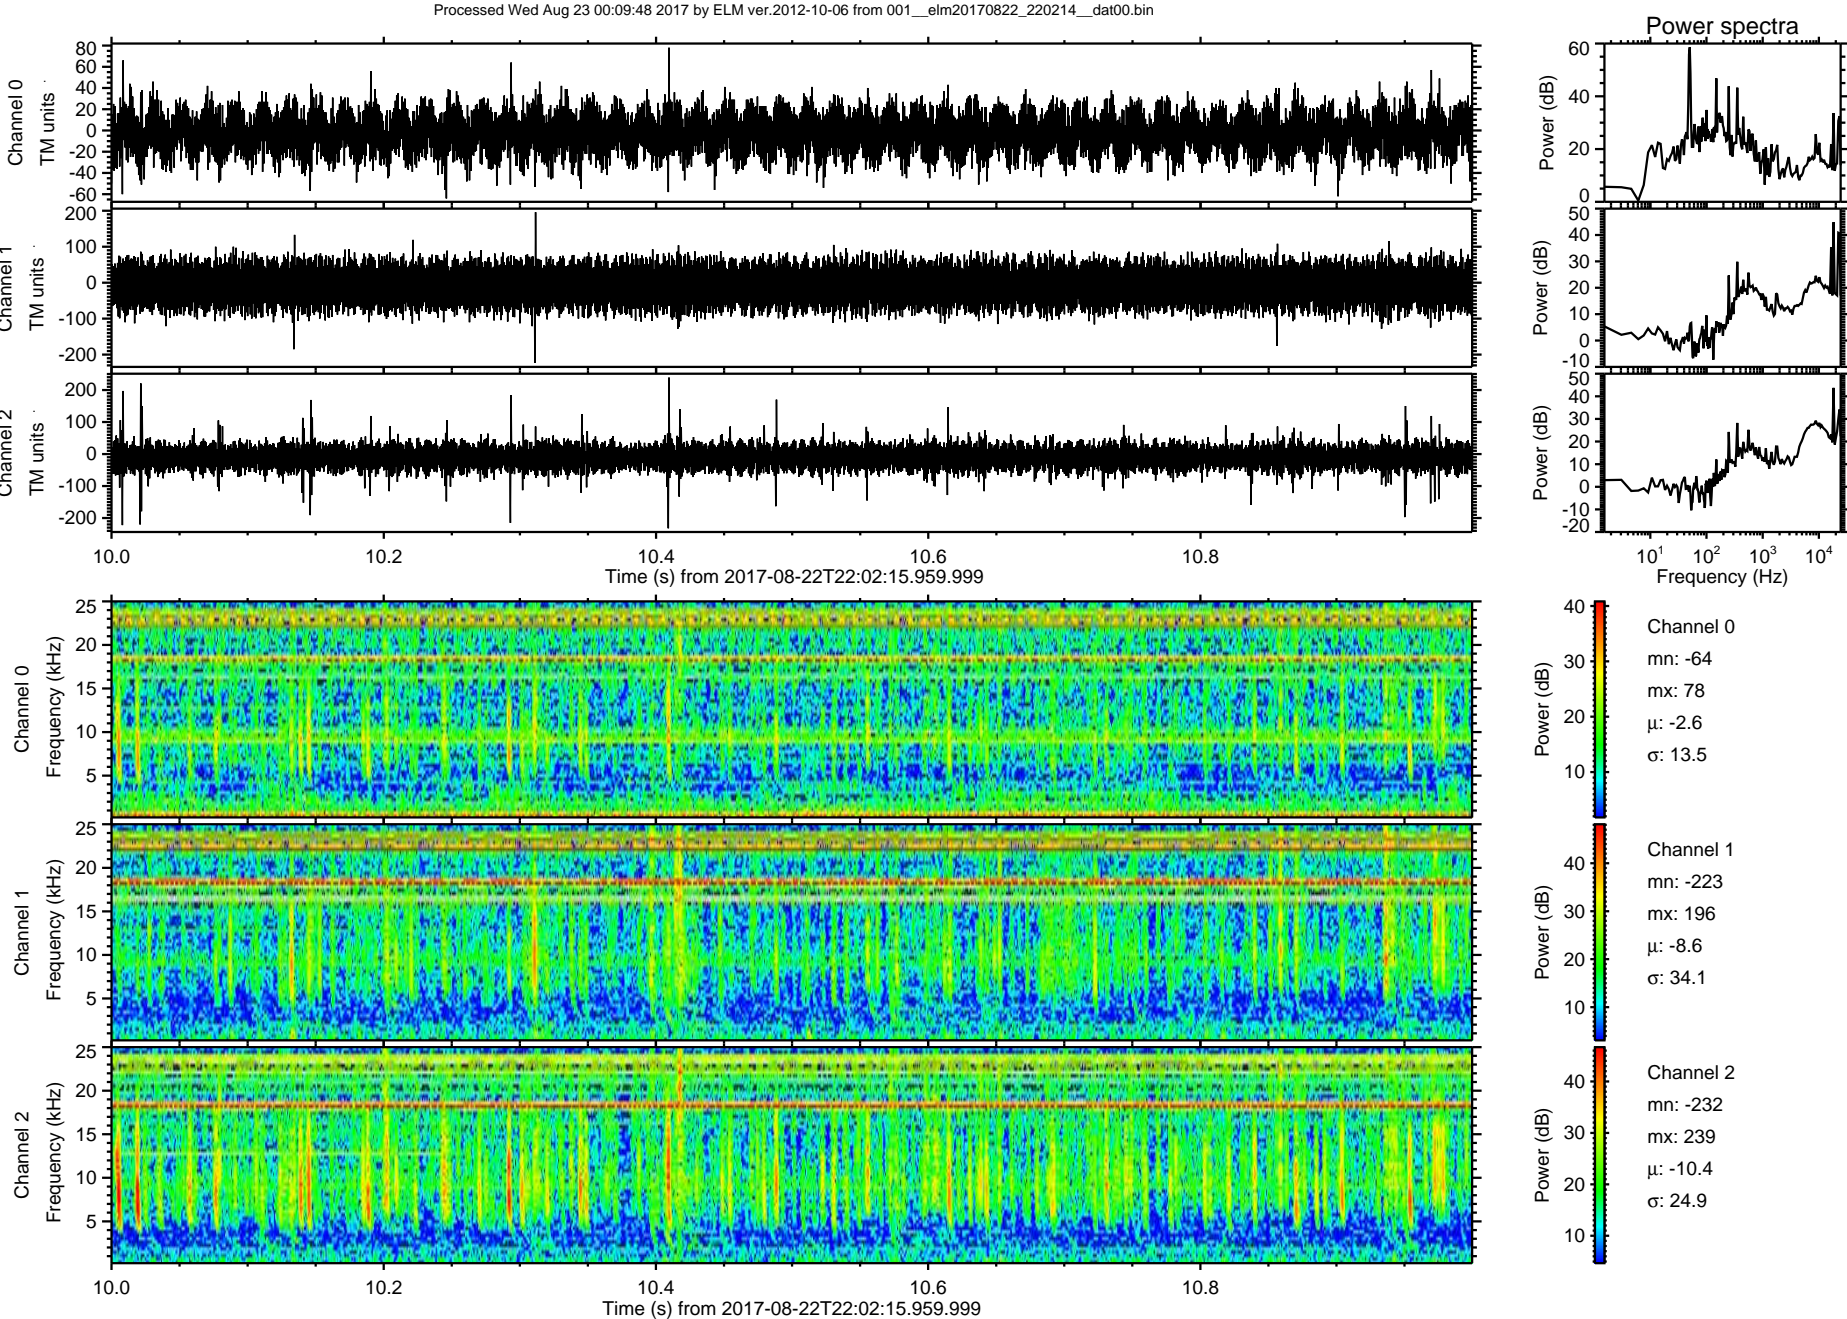 Processed Wed Aug 23 00:09:48 2017 by ELM ver.2012-10-06 from 001__elm20170822_220214__dat00.bin
Power spectra
Channel 0
TM units
80
60
40
20
0
-20
-40
-60
Power (dB)
60
40
20
0
Channel 1
TM units
200
100
0
-100
-200
Power (dB)
50
40
30
20
10
0
-10
Channel 2
TM units
200
100
0
-100
-200
Power (dB)
50
40
30
20
10
0
-10
-20
10.0 10.2 10.4 10.6 10.8
Time (s) from 2017-08-22T22:02:15.959.999
10¹ 10² 10³ 10⁴
Frequency (Hz)
Channel 0
Frequency (kHz)
25
20
15
10
5
Power (dB)
40
30
20
10
Channel 0
mn: -64
mx: 78
μ: -2.6
σ: 13.5
Channel 1
Frequency (kHz)
25
20
15
10
5
Power (dB)
40
30
20
10
Channel 1
mn: -223
mx: 196
μ: -8.6
σ: 34.1
Channel 2
Frequency (kHz)
25
20
15
10
5
Power (dB)
40
30
20
10
Channel 2
mn: -232
mx: 239
μ: -10.4
σ: 24.9
10.0 10.2 10.4 10.6 10.8
Time (s) from 2017-08-22T22:02:15.959.999